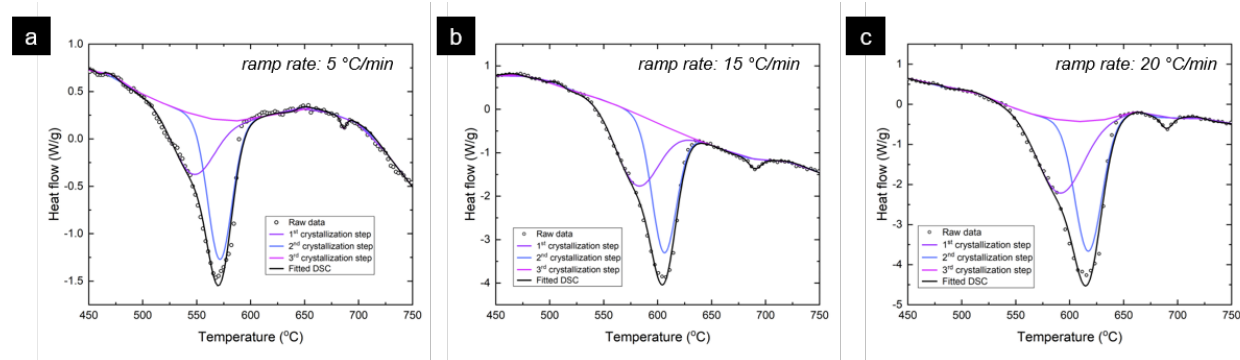 a
ramp rate: 5 °C/min
1.0
0.5
0.0
-0.5
-1.0
-1.5
Heat flow (W/g)
Raw data
1st crystallization step
2nd crystallization step
3rd crystallization step
Fitted DSC
450 500 550 600 650 700 750
Temperature (°C)
b
ramp rate: 15 °C/min
1
0
-1
-2
-3
-4
Heat flow (W/g)
Raw data
1st crystallization step
2nd crystallization step
3rd crystallization step
Fitted DSC
450 500 550 600 650 700 750
Temperature (°C)
c
ramp rate: 20 °C/min
1
0
-1
-2
-3
-4
-5
Heat flow (W/g)
Raw data
1st crystallization step
2nd crystallization step
3rd crystallization step
Fitted DSC
450 500 550 600 650 700 750
Temperature (°C)